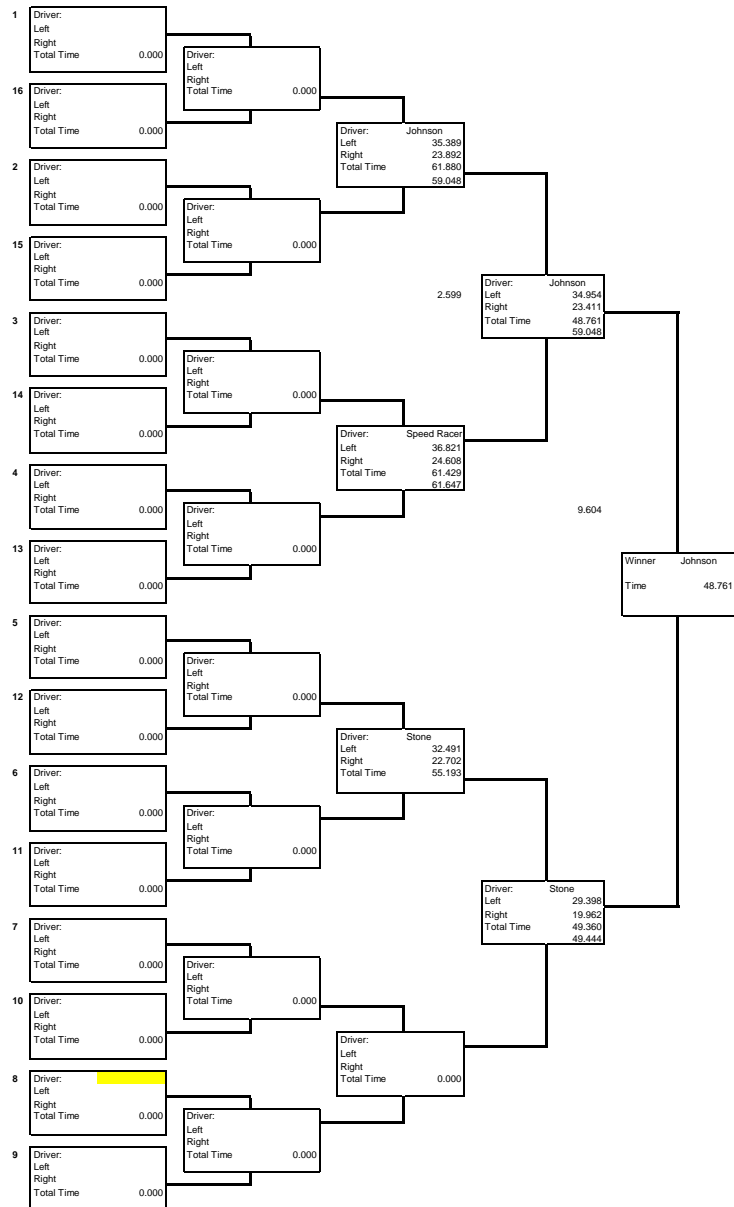 1 Driver:
Left
Right
Total Time 0.000
16 Driver:
Left
Right
Total Time 0.000
Driver:
Left
Right
Total Time 0.000
2 Driver:
Left
Right
Total Time 0.000
15 Driver:
Left
Right
Total Time 0.000
Driver:
Left
Right
Total Time 0.000
Driver: Johnson
Left 35.389
Right 23.892
Total Time 61.880
59.048
3 Driver:
Left
Right
Total Time 0.000
14 Driver:
Left
Right
Total Time 0.000
Driver:
Left
Right
Total Time 0.000
4 Driver:
Left
Right
Total Time 0.000
13 Driver:
Left
Right
Total Time 0.000
Driver:
Left
Right
Total Time 0.000
Driver: Speed Racer
Left 36.821
Right 24.608
Total Time 61.429
61.647
2.599
Driver: Johnson
Left 34.954
Right 23.411
Total Time 48.761
59.048
9.604
Winner Johnson
Time 48.761
5 Driver:
Left
Right
Total Time 0.000
12 Driver:
Left
Right
Total Time 0.000
Driver:
Left
Right
Total Time 0.000
6 Driver:
Left
Right
Total Time 0.000
11 Driver:
Left
Right
Total Time 0.000
Driver:
Left
Right
Total Time 0.000
Driver: Stone
Left 32.491
Right 22.702
Total Time 55.193
7 Driver:
Left
Right
Total Time 0.000
10 Driver:
Left
Right
Total Time 0.000
Driver:
Left
Right
Total Time 0.000
8 Driver:
Left
Right
Total Time 0.000
9 Driver:
Left
Right
Total Time 0.000
Driver:
Left
Right
Total Time 0.000
Driver:
Left
Right
Total Time 0.000
Driver: Stone
Left 29.398
Right 19.962
Total Time 49.360
49.444